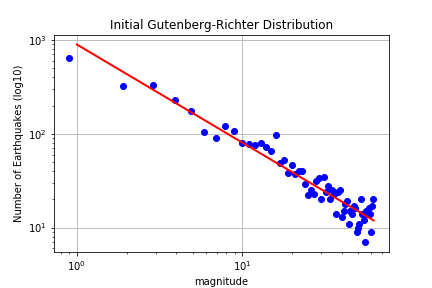 Initial Gutenberg-Richter Distribution
Number of Earthquakes (log10)
10³
10²
10¹
10⁰
10¹
magnitude